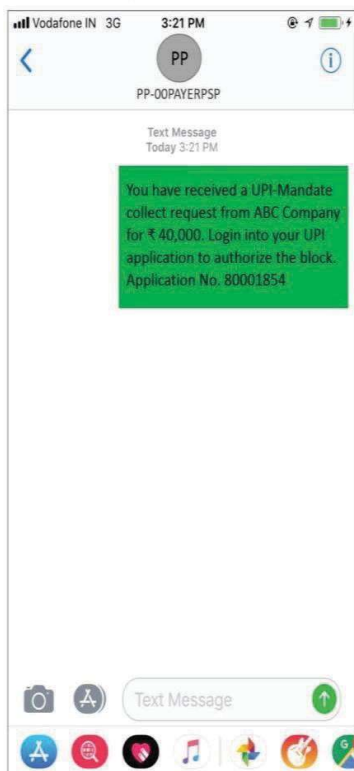 Vodafone IN 3G 3:21 PM
PP
PP-00PAYERPSP
Text Message
Today 3:21 PM
You have received a UPI-Mandate
collect request from ABC Company
for ₹ 40,000. Login into your UPI
application to authorize the block.
Application No. 80001854
Text Message
G